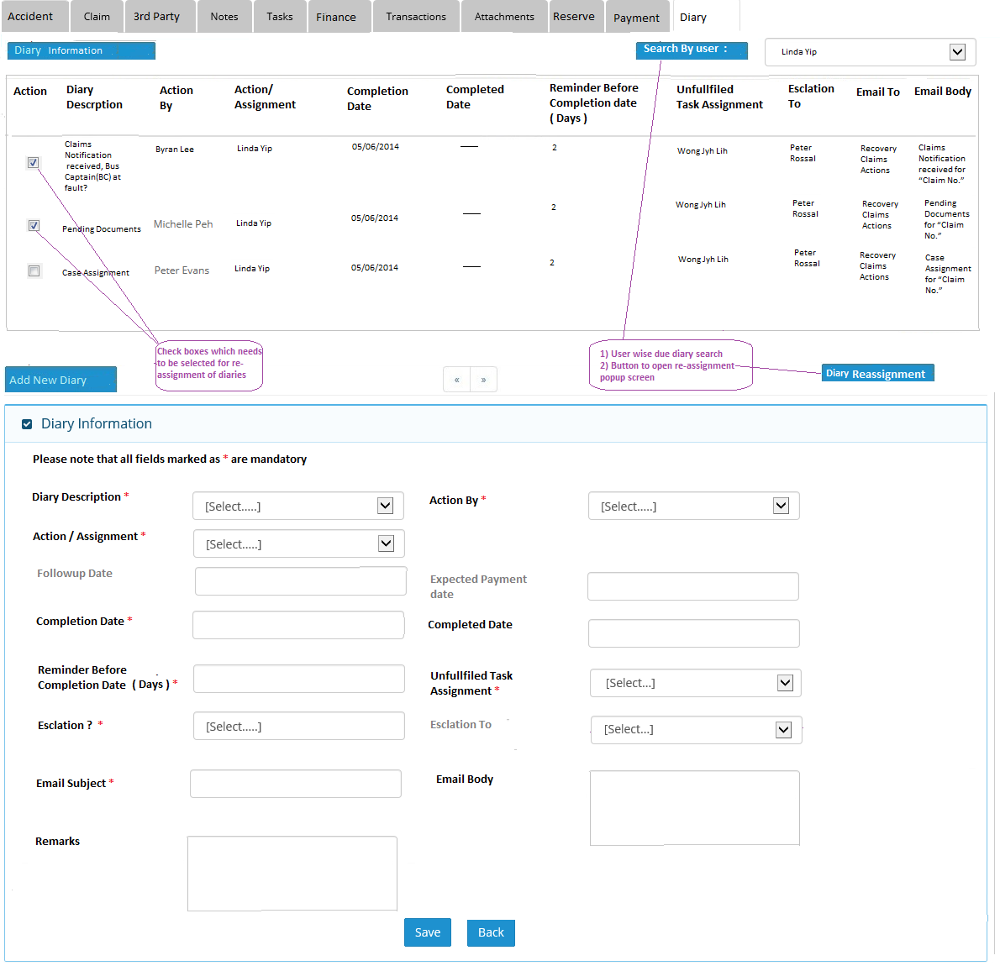 Accident Claim 3rd Party Notes Tasks Finance Transactions Attachments Reserve Payment Diary
Diary Information
Search By user :
Linda Yip
Action
Diary
Descrption
Action
By
Action/
Assignment
Completion
Date
Completed
Date
Reminder Before
Completion date
( Days )
Unfullfiled
Task Assignment
Esclation
To
Email To
Email Body
Claims
Notification
received, Bus
Captain(BC) at
fault?
Byran Lee
Linda Yip
05/06/2014
2
Wong Jyh Lih
Peter
Rossal
Recovery
Claims
Actions
Claims
Notification
received for
“Claim No.”
Pending Documents
Michelle Peh
Linda Yip
05/06/2014
2
Wong Jyh Lih
Peter
Rossal
Recovery
Claims
Actions
Pending
Documents
for “Claim
No.”
Case Assignment
Peter Evans
Linda Yip
05/06/2014
2
Wong Jyh Lih
Peter
Rossal
Recovery
Claims
Actions
Case
Assignment
for “Claim
No.”
Check boxes which needs
to be selected for re-
assignment of diaries
1) User wise due diary search
2) Button to open re-assignment
popup screen
Add New Diary
«
»
Diary Reassignment
Diary Information
Please note that all fields marked as * are mandatory
Diary Description *
[Select.....]
Action By *
[Select.....]
Action / Assignment *
[Select.....]
Followup Date
Expected Payment
date
Completion Date *
Completed Date
Reminder Before
Completion Date ( Days ) *
Unfullfiled Task
Assignment *
[Select...]
Esclation ? *
[Select.....]
Esclation To
[Select...]
Email Subject *
Email Body
Remarks
Save
Back